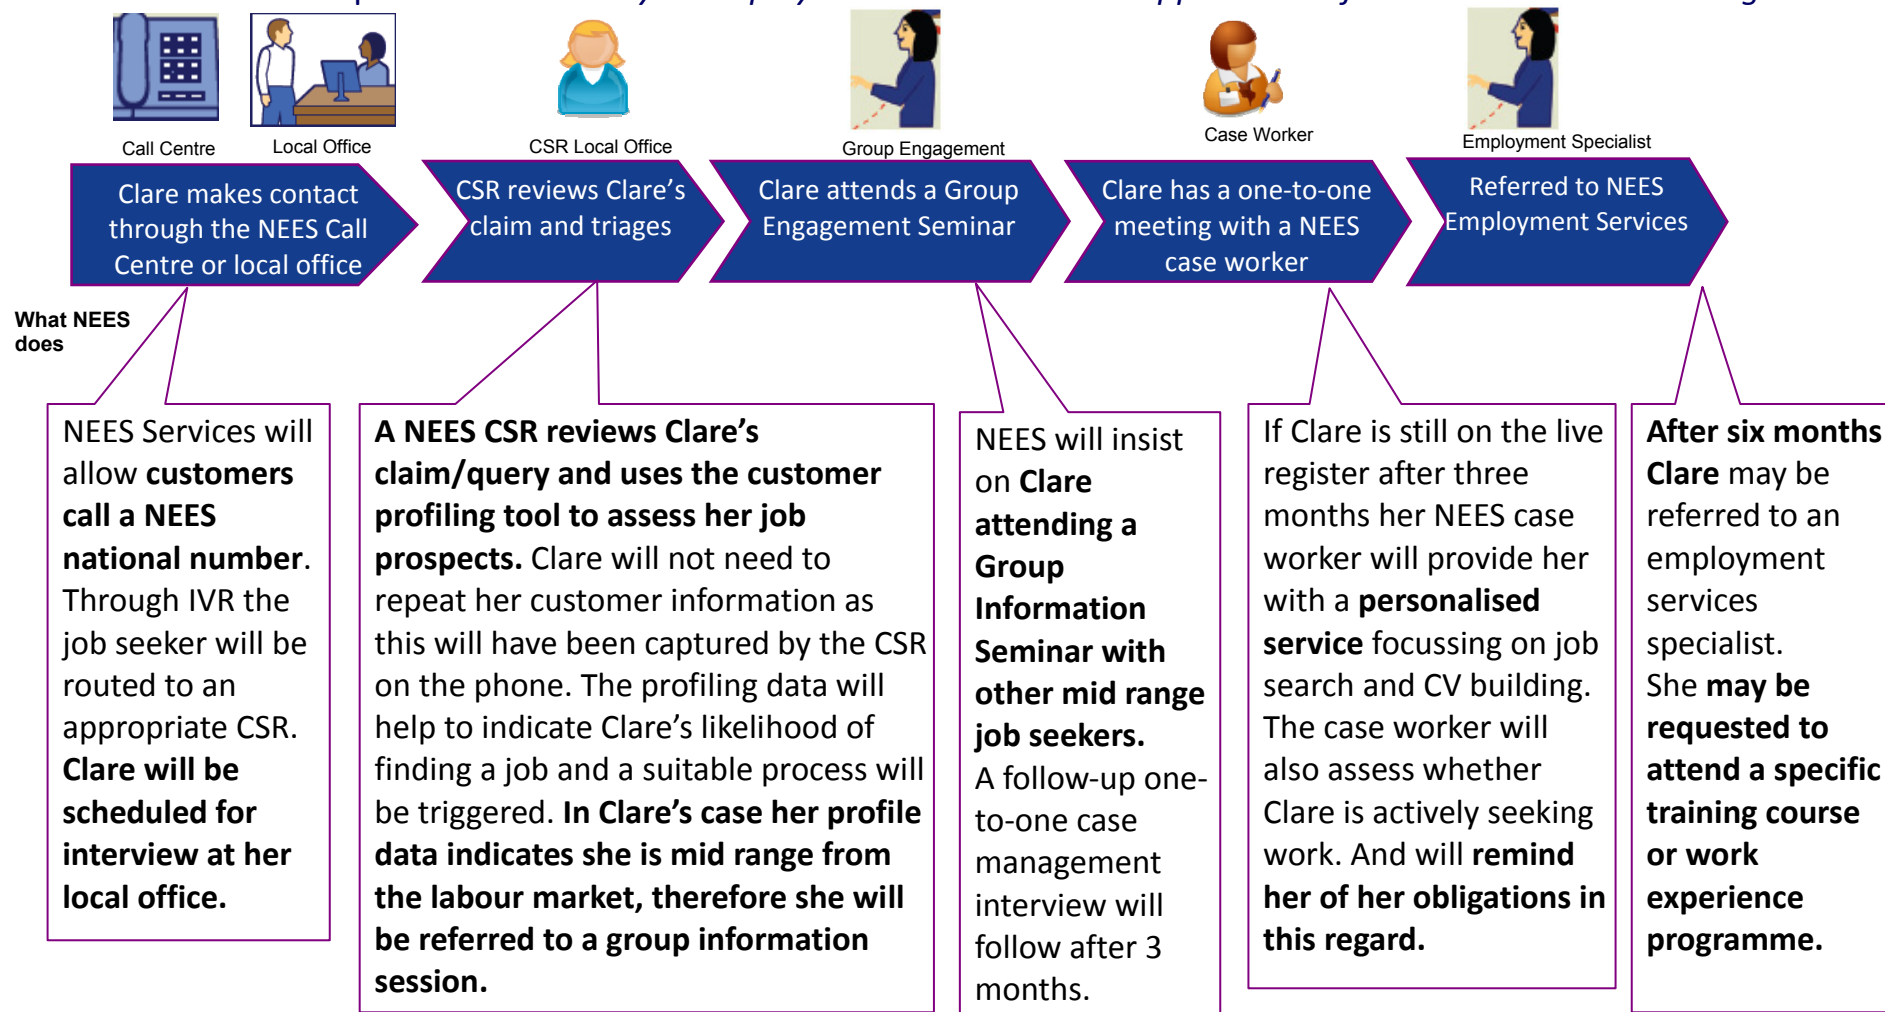 Call Centre
Local Office
CSR Local Office
Group Engagement
Case Worker
Employment Specialist
Clare makes contact
through the NEES Call
Centre or local office
CSR reviews Clare’s
claim and triages
Clare attends a Group
Engagement Seminar
Clare has a one-to-one
meeting with a NEES
case worker
Referred to NEES
Employment Services
What NEES
does
NEES Services will
allow customers
call a NEES
national number.
Through IVR the
job seeker will be
routed to an
appropriate CSR.
Clare will be
scheduled for
interview at her
local office.
A NEES CSR reviews Clare’s
claim/query and uses the customer
profiling tool to assess her job
prospects. Clare will not need to
repeat her customer information as
this will have been captured by the CSR
on the phone. The profiling data will
help to indicate Clare’s likelihood of
finding a job and a suitable process will
be triggered. In Clare’s case her profile
data indicates she is mid range from
the labour market, therefore she will
be referred to a group information
session.
NEES will insist
on Clare
attending a
Group
Information
Seminar with
other mid range
job seekers.
A follow-up one-
to-one case
management
interview will
follow after 3
months.
If Clare is still on the live
register after three
months her NEES case
worker will provide her
with a personalised
service focussing on job
search and CV building.
The case worker will
also assess whether
Clare is actively seeking
work. And will remind
her of her obligations in
this regard.
After six months
Clare may be
referred to an
employment
services
specialist.
She may be
requested to
attend a specific
training course
or work
experience
programme.